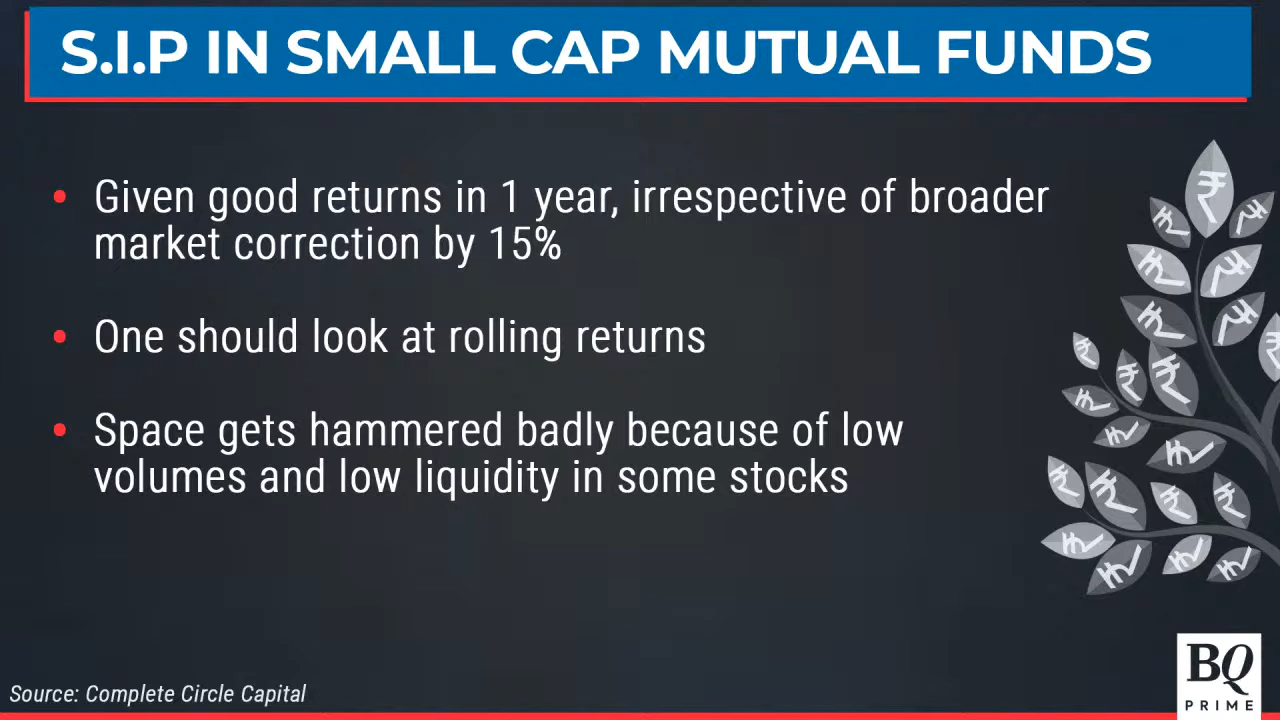 S.I.P IN SMALL CAP MUTUAL FUNDS
• Given good returns in 1 year, irrespective of broader
market correction by 15%
• One should look at rolling returns
• Space gets hammered badly because of low
volumes and low liquidity in some stocks
Source: Complete Circle Capital
BQ
PRIME